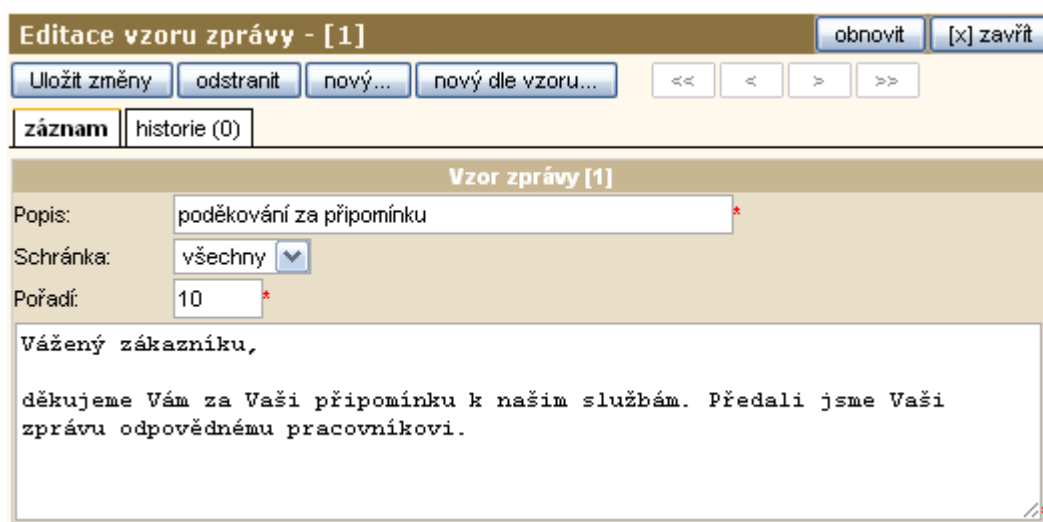 Editace vzoru zprávy - [1] obnovit [x] zavřít
Uložit změny odstranit nový... nový dle vzoru... << < > >>
záznam historie (0)
Vzor zprávy [1]
Popis: poděkování za připomínku *
Schránka: všechny
Pořadí: 10 *
Vážený zákazníku,
děkujeme Vám za Vaši připomínku k našim službám. Předali jsme Vaši
zprávu odpovědnému pracovníkovi.